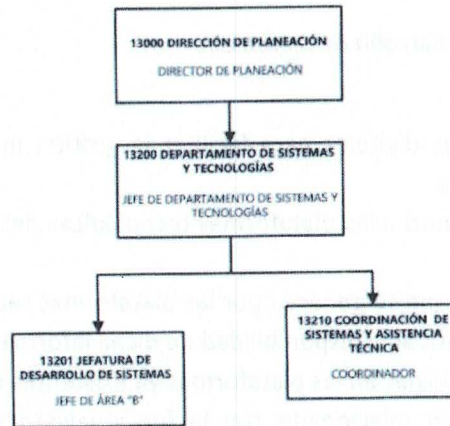 13000 DIRECCIÓN DE PLANEACIÓN
DIRECTOR DE PLANEACIÓN
13200 DEPARTAMENTO DE SISTEMAS
Y TECNOLOGÍAS
JEFE DE DEPARTAMENTO DE SISTEMAS Y
TECNOLOGÍAS
13201 JEFATURA DE
DESARROLLO DE SISTEMAS
JEFE DE ÁREA "B"
13210 COORDINACIÓN DE
SISTEMAS Y ASISTENCIA
TÉCNICA
COORDINADOR